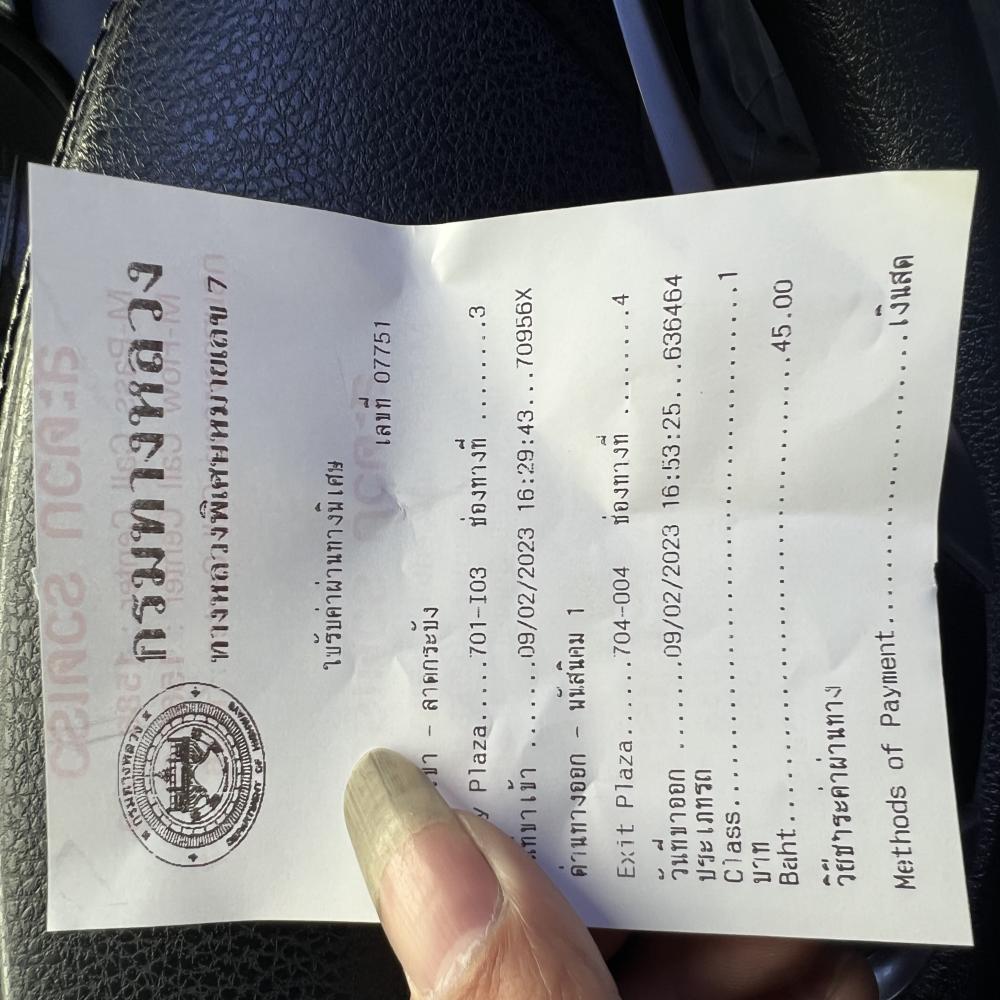 กรมทางหลวง
ทางหลวงพิเศษหมายเลข 7
ใบรับค่าผ่านทางพิเศษ
เลขที่ 07751
เข้า - ลาดกระบัง
Plaza.....701-I03 ช่องทางที่ ........3
09/02/2023 16:29:43...70956X
ด่านทางออก - พนัสนิคม 1
Exit Plaza.....704-004 ช่องทางที่ ........4
วันที่ขาออก .......09/02/2023 16:53:25...636464
ประเภทรถ
Class..............................................1
บาท
Baht.........................................45.00
วิธีชำระค่าผ่านทาง
Methods of Payment........................เงินสด